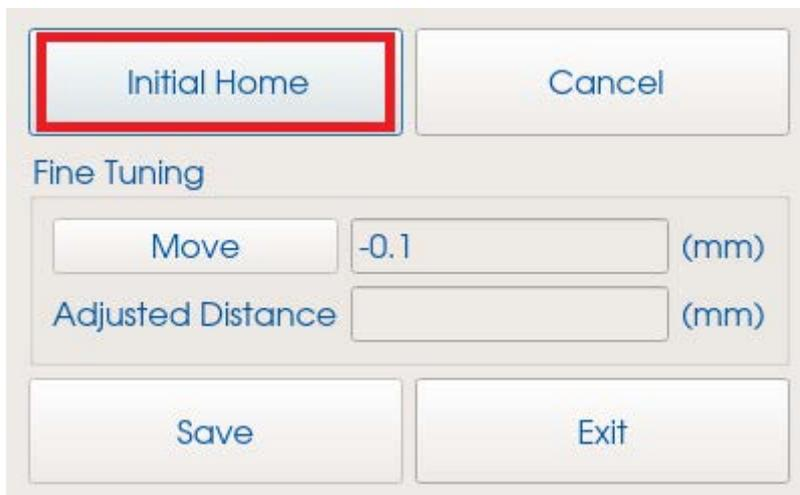 Initial Home Cancel
Fine Tuning
Move -0.1 (mm)
Adjusted Distance (mm)
Save Exit